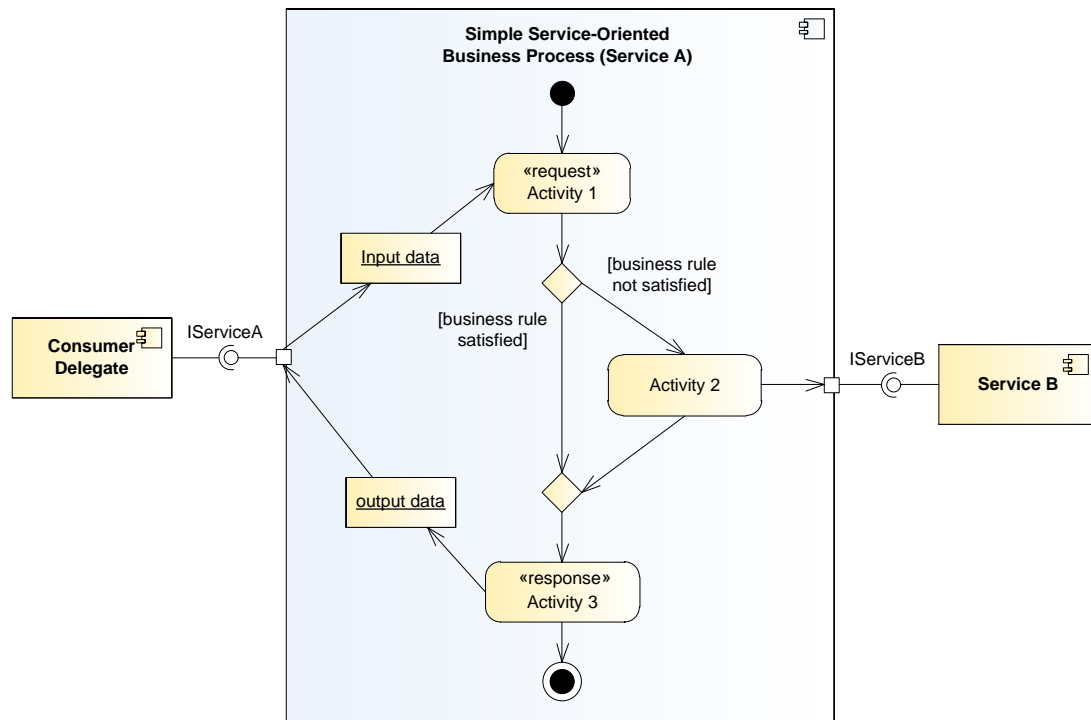 Simple Service-Oriented
Business Process (Service A)
«request»
Activity 1
Input data
[business rule
not satisfied]
[business rule
satisfied]
IServiceA
Consumer
Delegate
Activity 2
IServiceB
Service B
output data
«response»
Activity 3